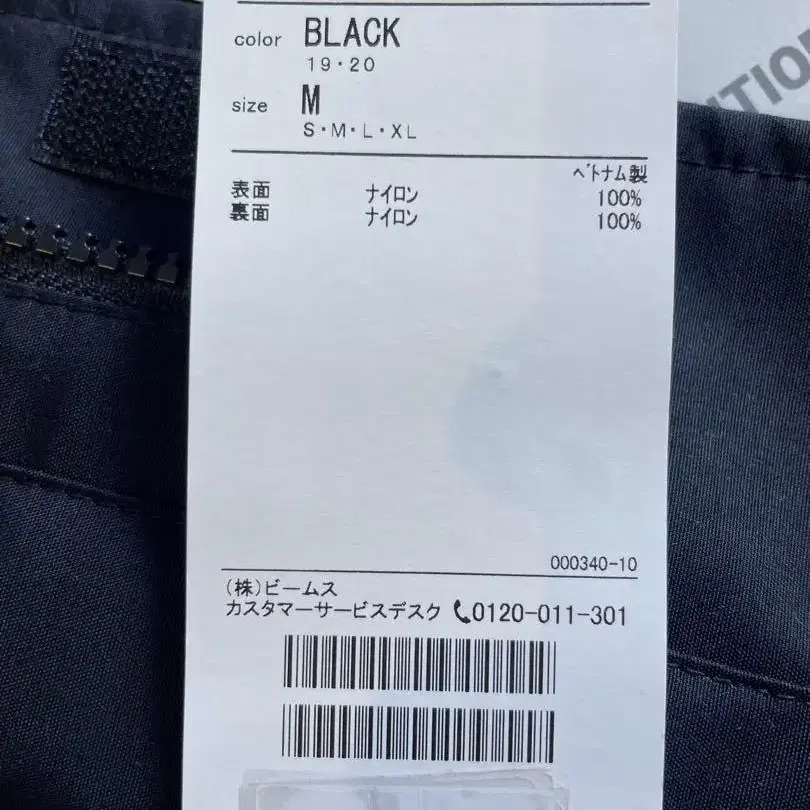 color BLACK
19・20
size M
S・M・L・XL
ベトナム製
表面 ナイロン 100%
裏面 ナイロン 100%
000340-10
(株)ビームス
カスタマーサービスデスク 0120-011-301